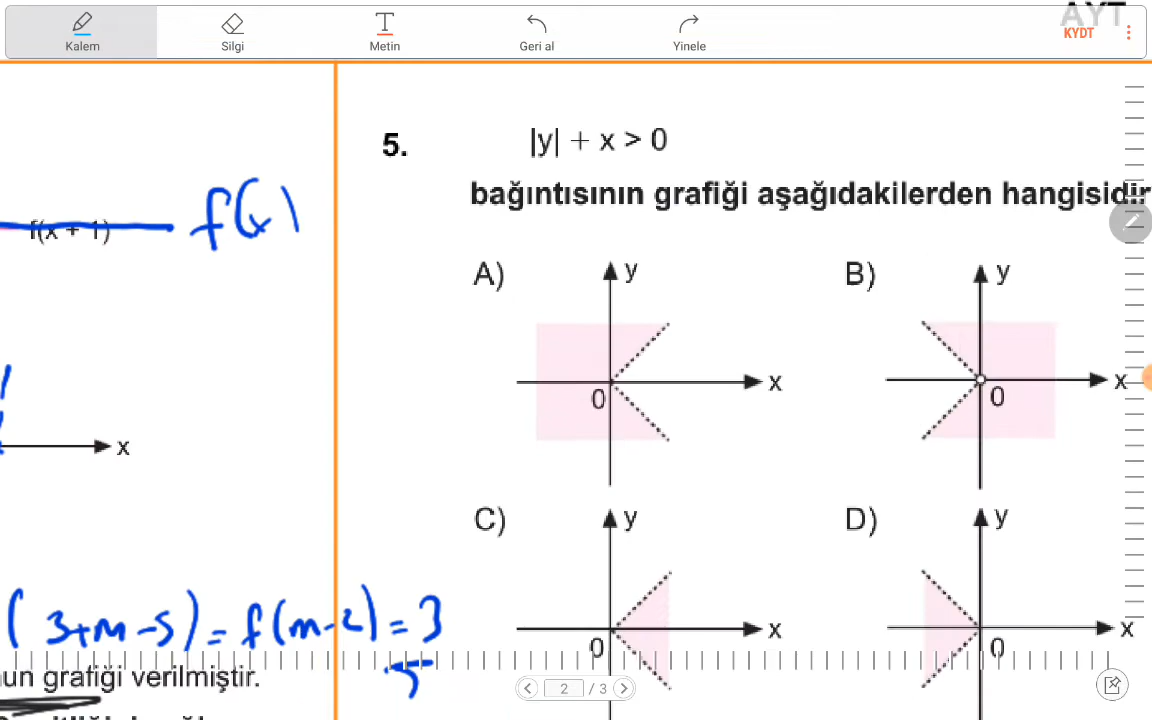 Kalem
Silgi
Metin
Geri al
Yinele
AYT
KYDT
f(x + 1)
f(x)
x
(3+m-5) = f(m-2) = 3
5
un grafiği verilmiştir.
5. |y| + x > 0
bağıntısının grafiği aşağıdakilerden hangisidir
A) y x 0
B) y x 0
C) y x 0
D) y x 0
2 / 3